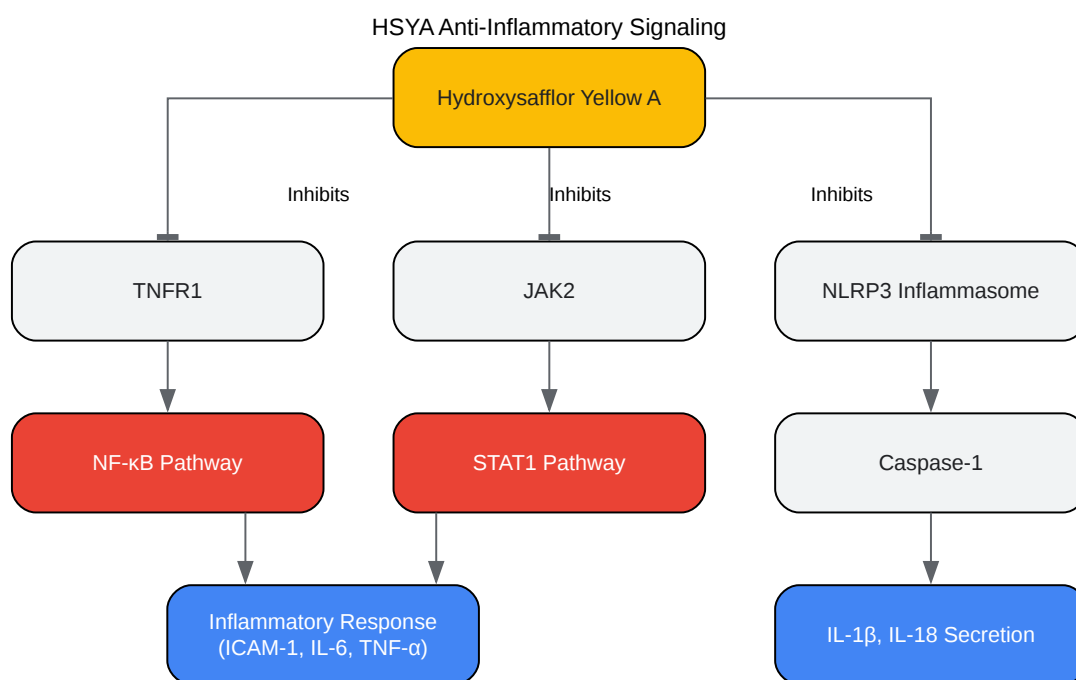 HSYA Anti-Inflammatory Signaling
Hydroxysafflor Yellow A
Inhibits
Inhibits
Inhibits
TNFR1
JAK2
NLRP3 Inflammasome
NF-κB Pathway
STAT1 Pathway
Caspase-1
Inflammatory Response
(ICAM-1, IL-6, TNF-α)
IL-1β, IL-18 Secretion